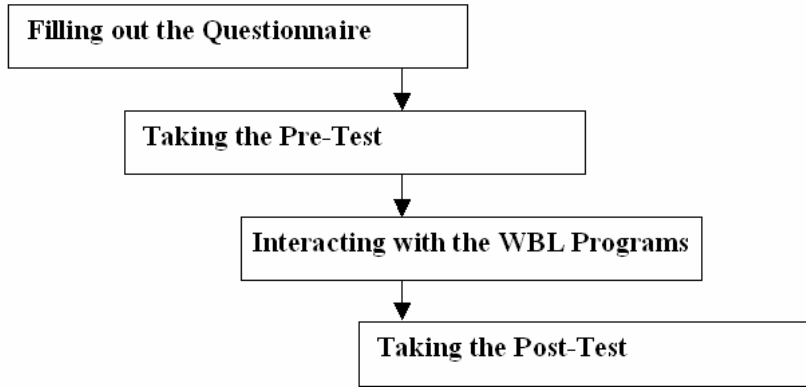 Filling out the Questionnaire
Taking the Pre-Test
Interacting with the WBL Programs
Taking the Post-Test